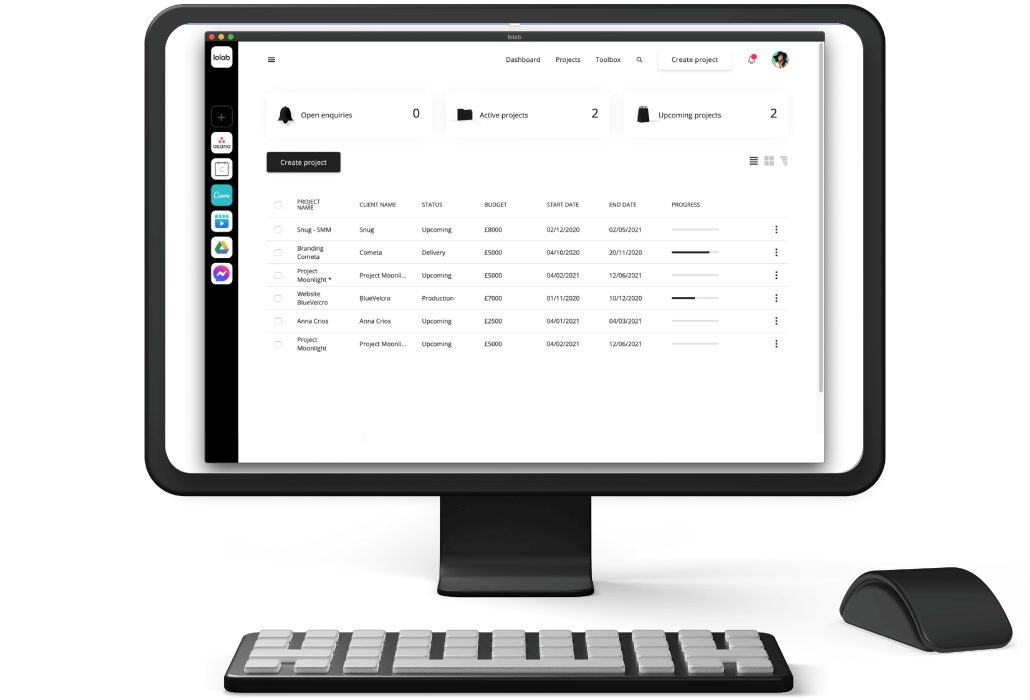 lolab
lolab
Dashboard Projects Toolbox Create project
Open enquiries 0 Active projects 2 Upcoming projects 2
asana
Create project
Canva
PROJECT NAME CLIENT NAME STATUS BUDGET START DATE END DATE PROGRESS
Snug - SMM Snug Upcoming £8000 02/12/2020 02/05/2021
Branding Cometa Cometa Delivery £5000 04/10/2020 20/11/2020
Project Moonlight * Project Moonli... Upcoming £5000 04/02/2021 12/06/2021
Website BlueVelcro BlueVelcro Production £7000 01/11/2020 10/12/2020
Anna Crios Anna Crios Upcoming £2500 04/01/2021 04/03/2021
Project Moonlight Project Moonli... Upcoming £5000 04/02/2021 12/06/2021